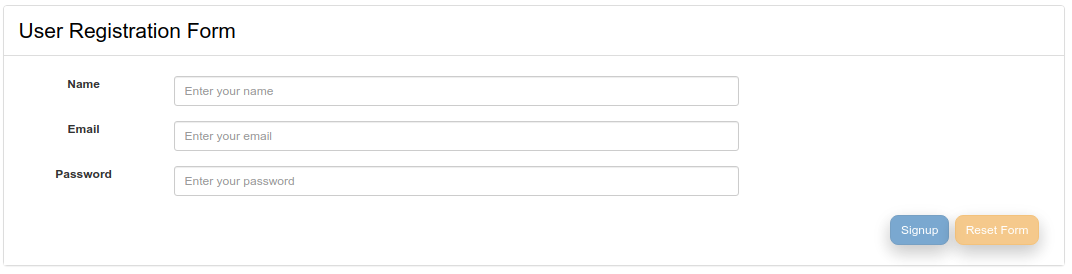 User Registration Form
Name
Enter your name
Email
Enter your email
Password
Enter your password
Signup Reset Form